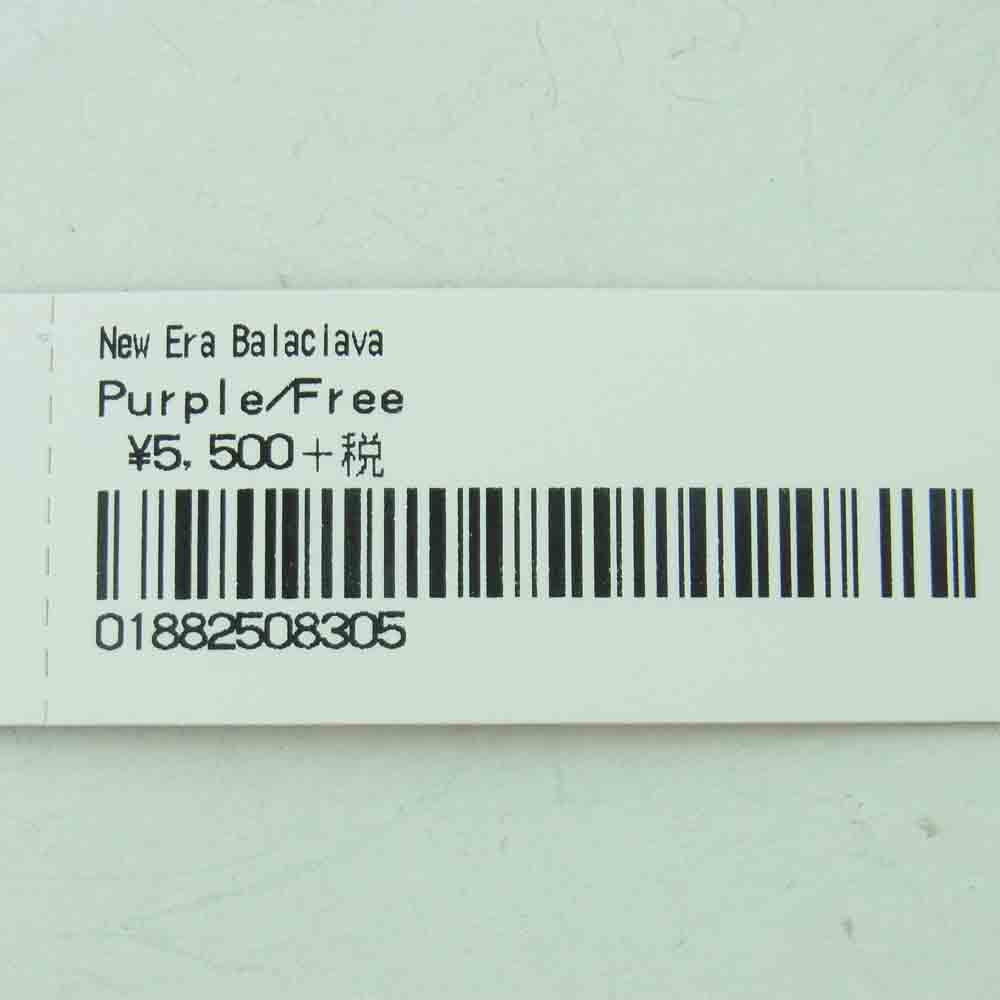 New Era Balaclava
Purple/Free
¥5,500+税
01882508305